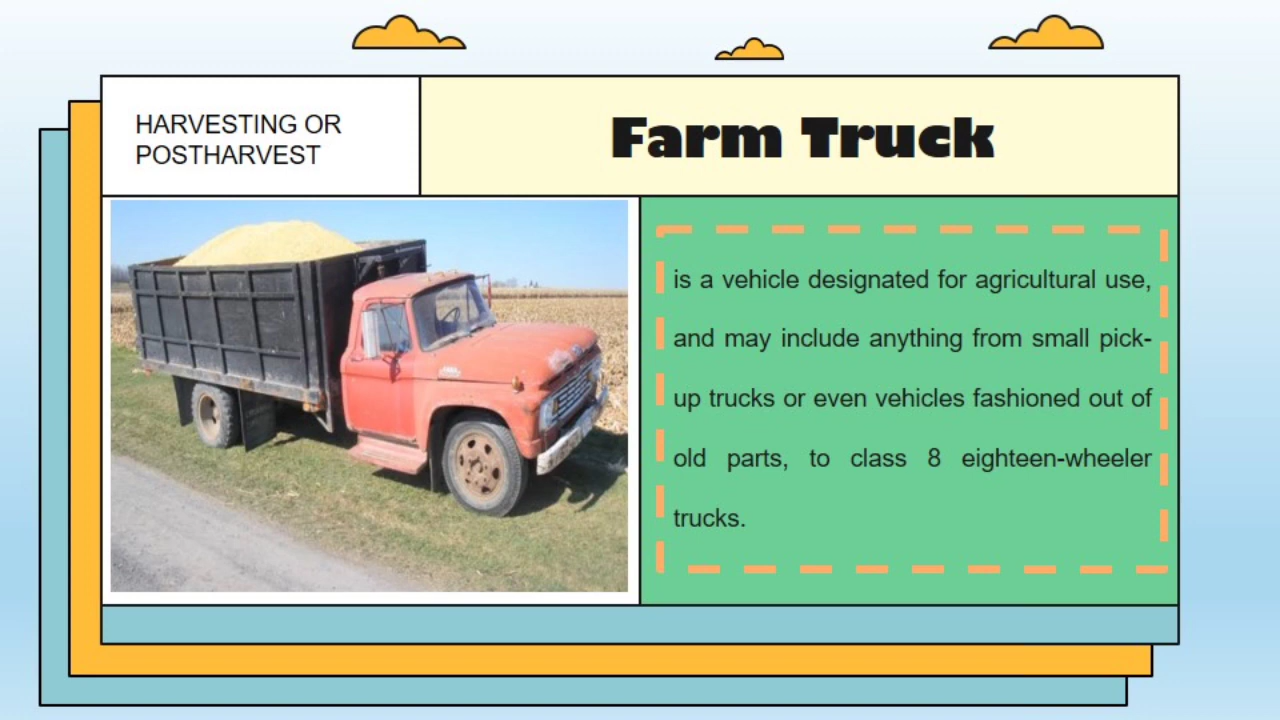 HARVESTING OR
POSTHARVEST
Farm Truck
is a vehicle designated for agricultural use,
and may include anything from small pick-
up trucks or even vehicles fashioned out of
old parts, to class 8 eighteen-wheeler
trucks.